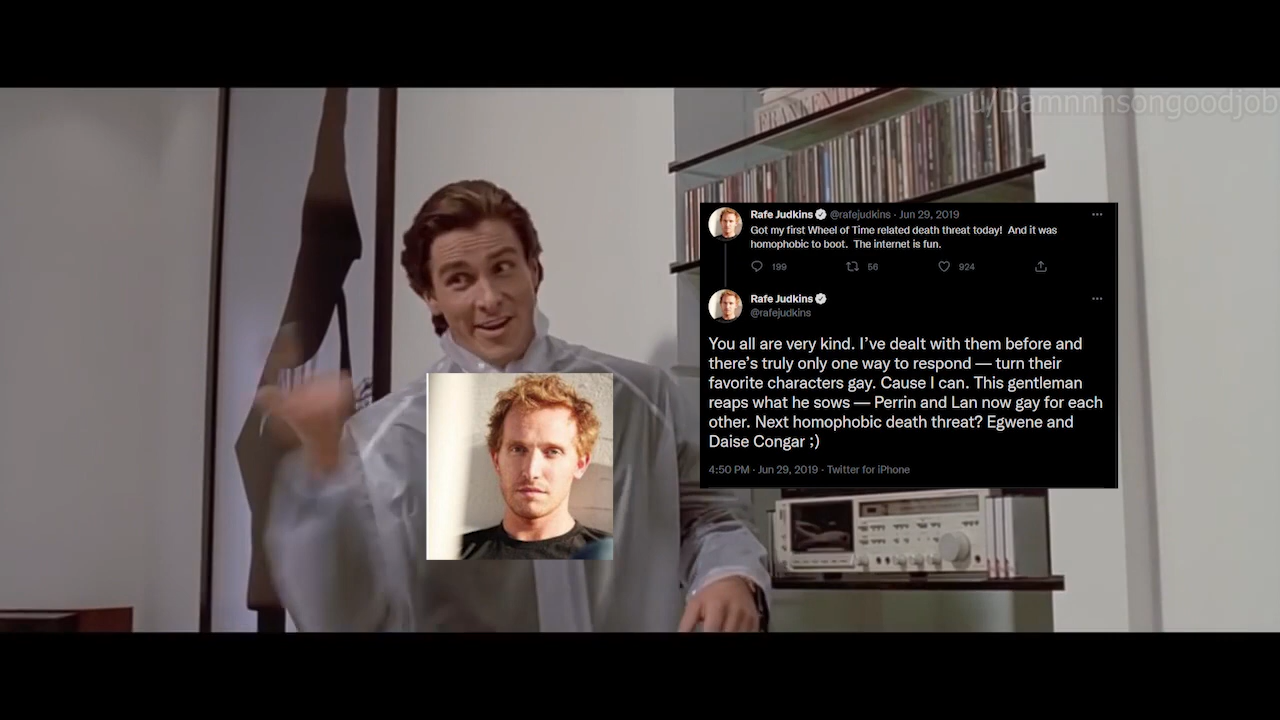 u/Damnnnsongoodjob
FRANKENTH
Rafe Judkins @rafejudkins · Jun 29, 2019
Got my first Wheel of Time related death threat today! And it was
homophobic to boot. The internet is fun.
199 56 924
Rafe Judkins
@rafejudkins
You all are very kind. I've dealt with them before and
there's truly only one way to respond — turn their
favorite characters gay. Cause I can. This gentleman
reaps what he sows — Perrin and Lan now gay for each
other. Next homophobic death threat? Egwene and
Daise Congar ;)
4:50 PM · Jun 29, 2019 · Twitter for iPhone